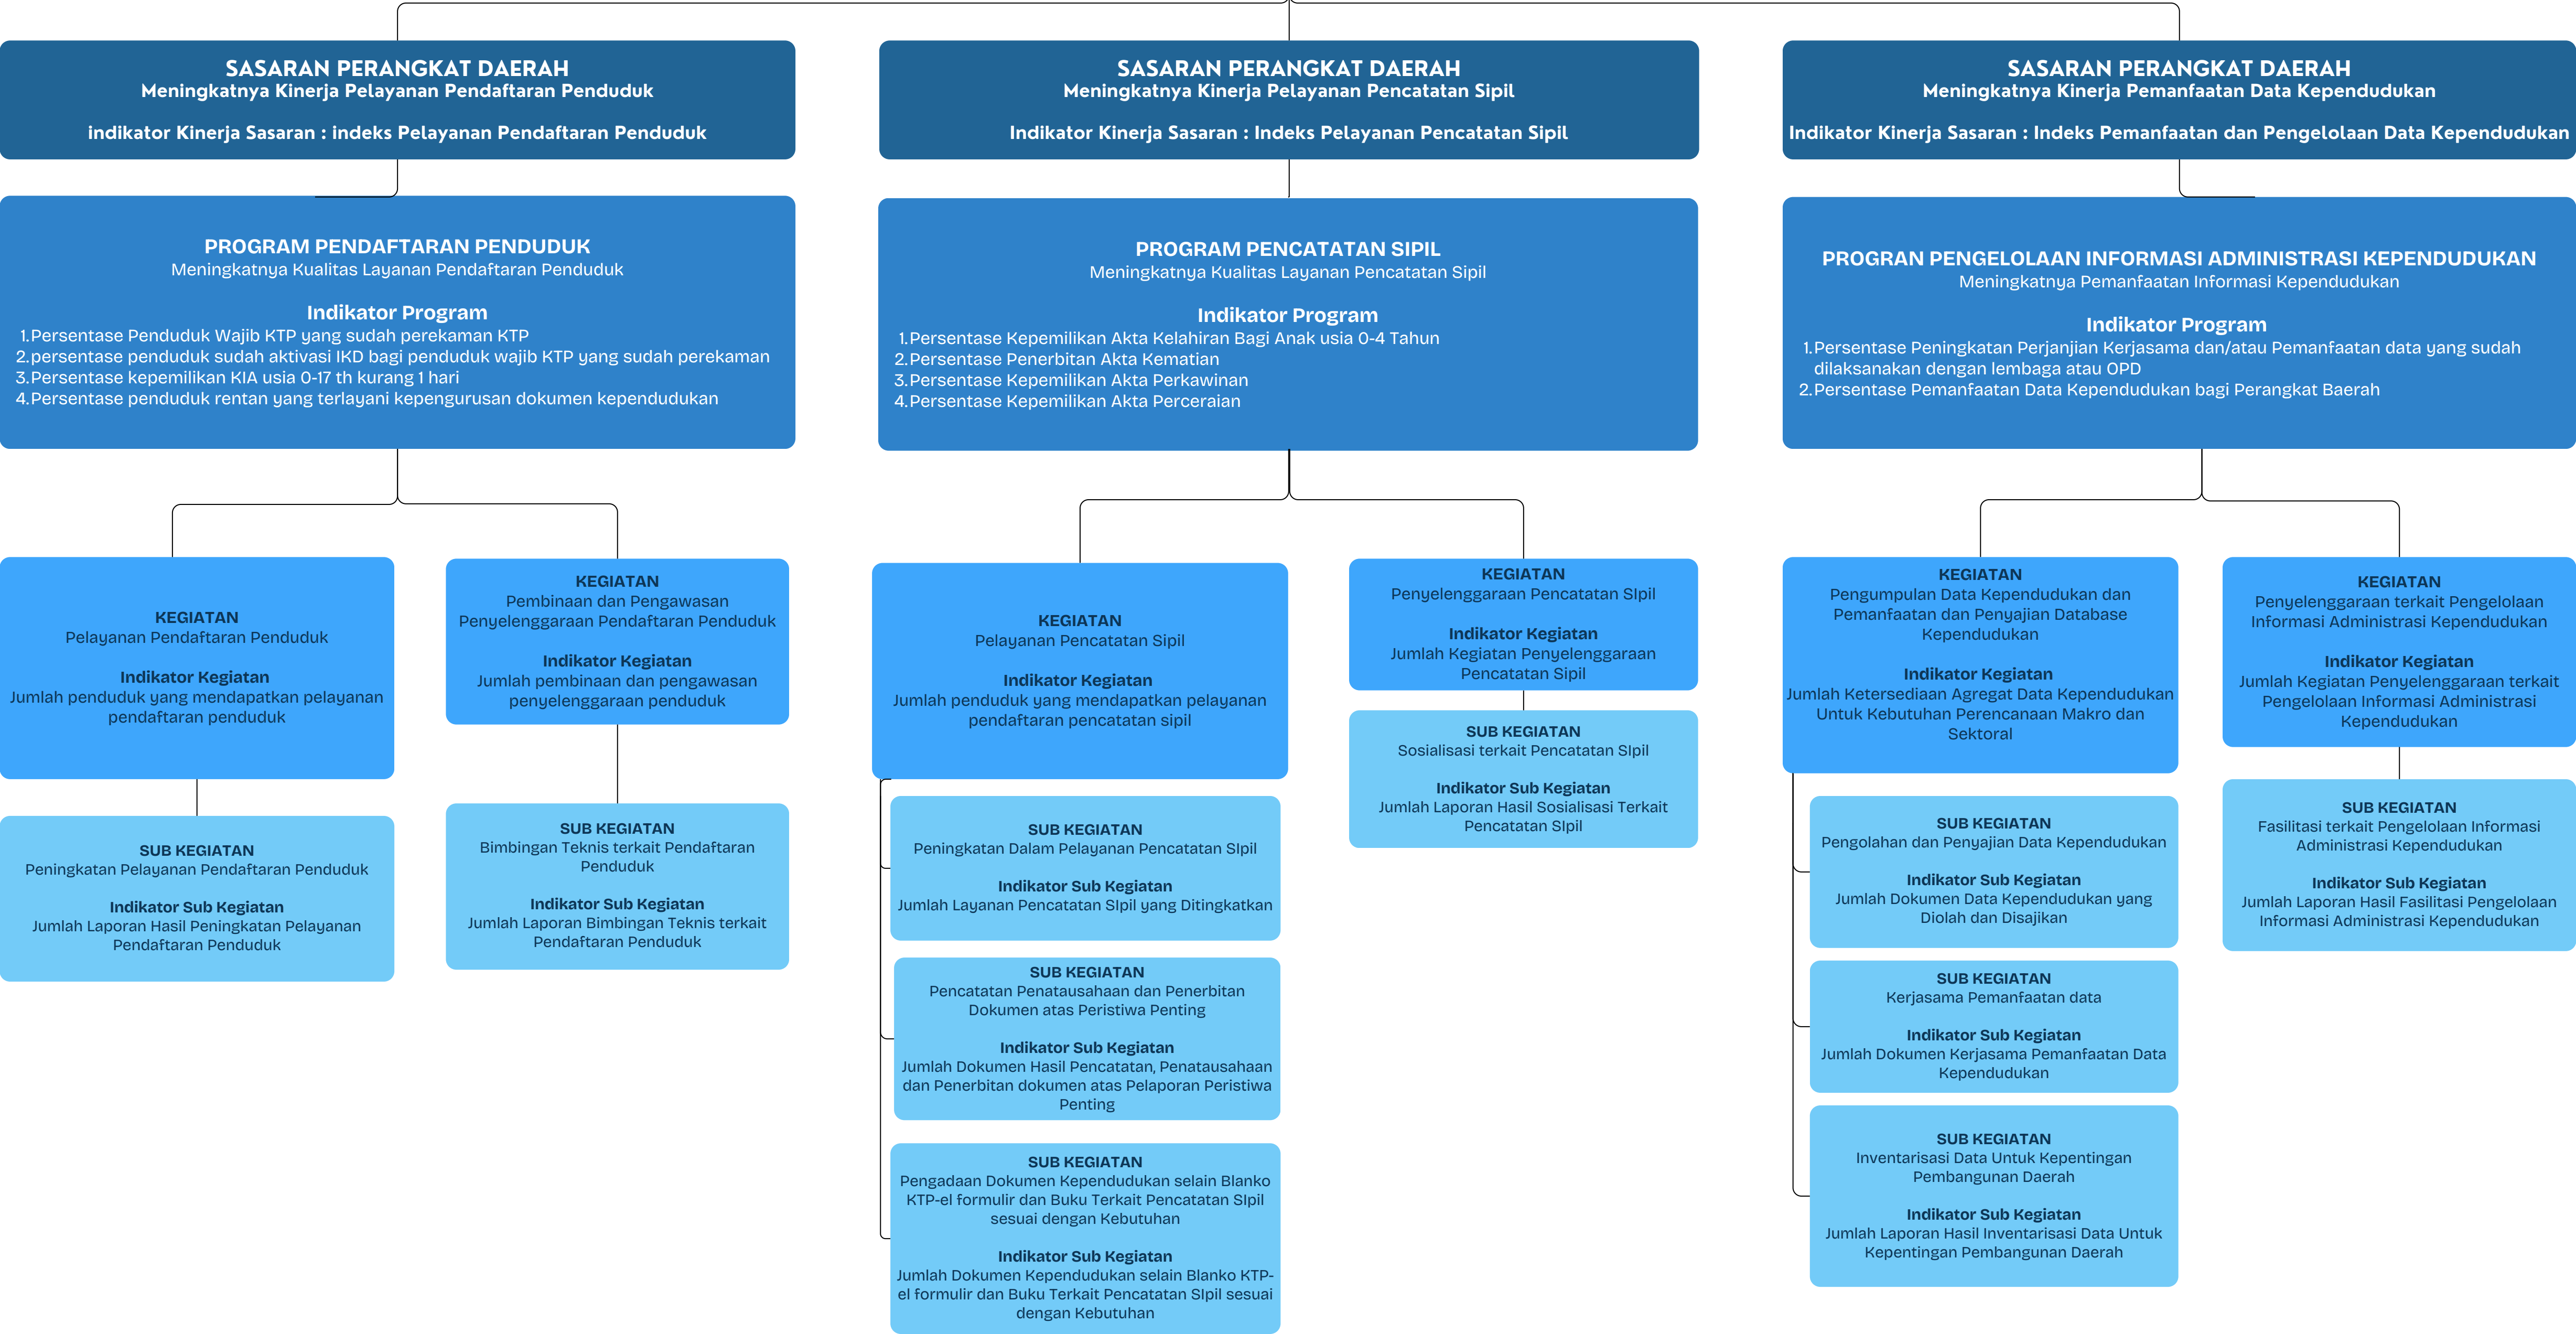 SASARAN PERANGKAT DAERAH
Meningkatnya Kinerja Pelayanan Pendaftaran Penduduk
indikator Kinerja Sasaran : indeks Pelayanan Pendaftaran Penduduk
PROGRAM PENDAFTARAN PENDUDUK
Meningkatnya Kualitas Layanan Pendaftaran Penduduk
Indikator Program
1.Persentase Penduduk Wajib KTP yang sudah perekaman KTP
2.persentase penduduk sudah aktivasi IKD bagi penduduk wajib KTP yang sudah perekaman
3.Persentase kepemilikan KIA usia 0-17 th kurang 1 hari
4.Persentase penduduk rentan yang terlayani kepengurusan dokumen kependudukan
KEGIATAN
Pelayanan Pendaftaran Penduduk
Indikator Kegiatan
Jumlah penduduk yang mendapatkan pelayanan
pendaftaran penduduk
SUB KEGIATAN
Peningkatan Pelayanan Pendaftaran Penduduk
Indikator Sub Kegiatan
Jumlah Laporan Hasil Peningkatan Pelayanan
Pendaftaran Penduduk
KEGIATAN
Pembinaan dan Pengawasan
Penyelenggaraan Pendaftaran Penduduk
Indikator Kegiatan
Jumlah pembinaan dan pengawasan
penyelenggaraan penduduk
SUB KEGIATAN
Bimbingan Teknis terkait Pendaftaran
Penduduk
Indikator Sub Kegiatan
Jumlah Laporan Bimbingan Teknis terkait
Pendaftaran Penduduk
SASARAN PERANGKAT DAERAH
Meningkatnya Kinerja Pelayanan Pencatatan Sipil
Indikator Kinerja Sasaran : Indeks Pelayanan Pencatatan Sipil
PROGRAM PENCATATAN SIPIL
Meningkatnya Kualitas Layanan Pencatatan Sipil
Indikator Program
1.Persentase Kepemilikan Akta Kelahiran Bagi Anak usia 0-4 Tahun
2.Persentase Penerbitan Akta Kematian
3.Persentase Kepemilikan Akta Perkawinan
4.Persentase Kepemilikan Akta Perceraian
KEGIATAN
Pelayanan Pencatatan Sipil
Indikator Kegiatan
Jumlah penduduk yang mendapatkan pelayanan
pendaftaran pencatatan sipil
SUB KEGIATAN
Peningkatan Dalam Pelayanan Pencatatan SIpil
Indikator Sub Kegiatan
Jumlah Layanan Pencatatan SIpil yang Ditingkatkan
SUB KEGIATAN
Pencatatan Penatausahaan dan Penerbitan
Dokumen atas Peristiwa Penting
Indikator Sub Kegiatan
Jumlah Dokumen Hasil Pencatatan, Penatausahaan
dan Penerbitan dokumen atas Pelaporan Peristiwa
Penting
SUB KEGIATAN
Pengadaan Dokumen Kependudukan selain Blanko
KTP-el formulir dan Buku Terkait Pencatatan SIpil
sesuai dengan Kebutuhan
Indikator Sub Kegiatan
Jumlah Dokumen Kependudukan selain Blanko KTP-
el formulir dan Buku Terkait Pencatatan SIpil sesuai
dengan Kebutuhan
KEGIATAN
Penyelenggaraan Pencatatan SIpil
Indikator Kegiatan
Jumlah Kegiatan Penyelenggaraan
Pencatatan Sipil
SUB KEGIATAN
Sosialisasi terkait Pencatatan SIpil
Indikator Sub Kegiatan
Jumlah Laporan Hasil Sosialisasi Terkait
Pencatatan SIpil
SASARAN PERANGKAT DAERAH
Meningkatnya Kinerja Pemanfaatan Data Kependudukan
Indikator Kinerja Sasaran : Indeks Pemanfaatan dan Pengelolaan Data Kependudukan
PROGRAN PENGELOLAAN INFORMASI ADMINISTRASI KEPENDUDUKAN
Meningkatnya Pemanfaatan Informasi Kependudukan
Indikator Program
1.Persentase Peningkatan Perjanjian Kerjasama dan/atau Pemanfaatan data yang sudah
dilaksanakan dengan lembaga atau OPD
2.Persentase Pemanfaatan Data Kependudukan bagi Perangkat Baerah
KEGIATAN
Pengumpulan Data Kependudukan dan
Pemanfaatan dan Penyajian Database
Kependudukan
Indikator Kegiatan
Jumlah Ketersediaan Agregat Data Kependudukan
Untuk Kebutuhan Perencanaan Makro dan
Sektoral
SUB KEGIATAN
Pengolahan dan Penyajian Data Kependudukan
Indikator Sub Kegiatan
Jumlah Dokumen Data Kependudukan yang
Diolah dan Disajikan
SUB KEGIATAN
Kerjasama Pemanfaatan data
Indikator Sub Kegiatan
Jumlah Dokumen Kerjasama Pemanfaatan Data
Kependudukan
SUB KEGIATAN
Inventarisasi Data Untuk Kepentingan
Pembangunan Daerah
Indikator Sub Kegiatan
Jumlah Laporan Hasil Inventarisasi Data Untuk
Kepentingan Pembangunan Daerah
KEGIATAN
Penyelenggaraan terkait Pengelolaan
Informasi Administrasi Kependudukan
Indikator Kegiatan
Jumlah Kegiatan Penyelenggaraan terkait
Pengelolaan Informasi Administrasi
Kependudukan
SUB KEGIATAN
Fasilitasi terkait Pengelolaan Informasi
Administrasi Kependudukan
Indikator Sub Kegiatan
Jumlah Laporan Hasil Fasilitasi Pengelolaan
Informasi Administrasi Kependudukan